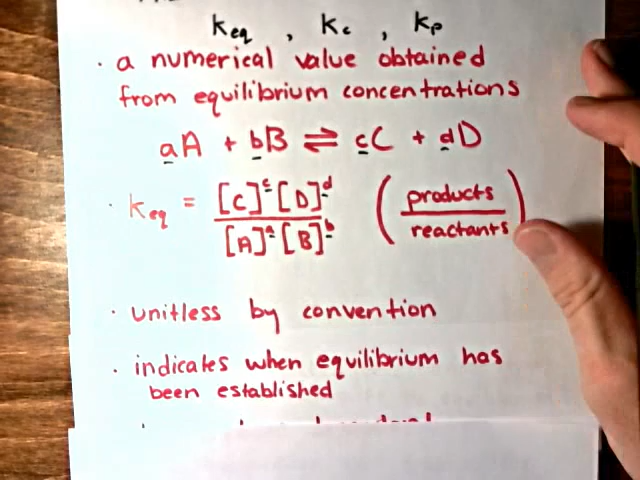 Keq , Kc , Kp
· a numerical value obtained
from equilibrium concentrations
aA + bB ⇌ cC + dD
· Keq = [C]^c [D]^d / [A]^a [B]^b ( products / reactants )
· unitless by convention
· indicates when equilibrium has
been established